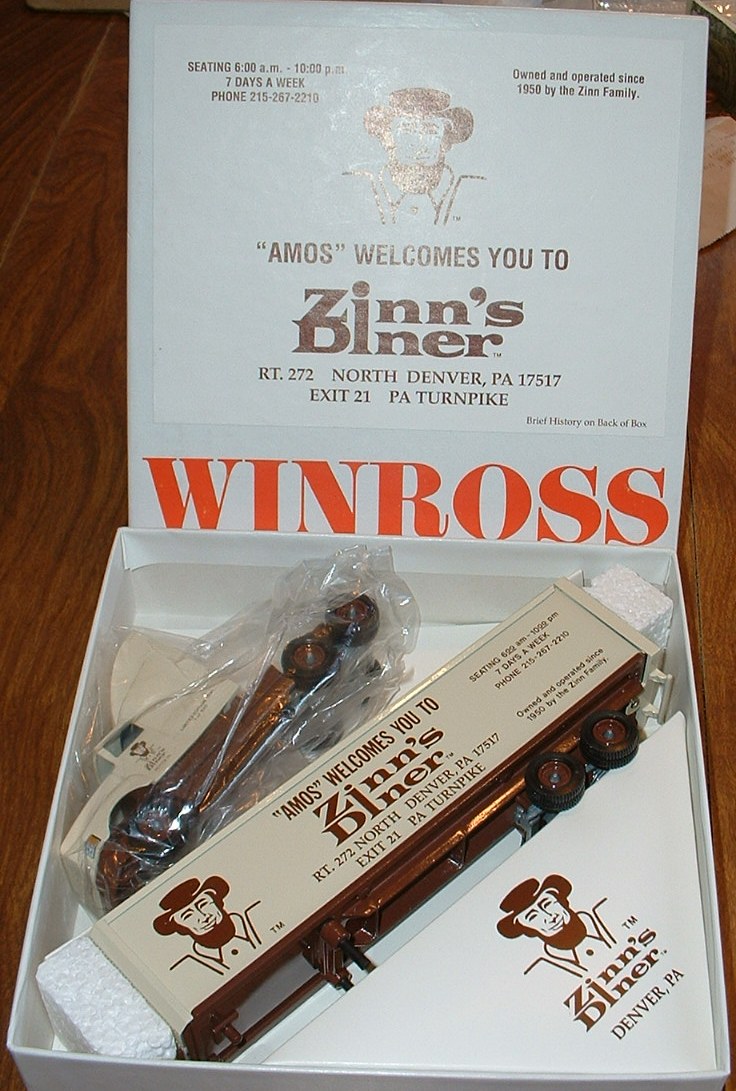 SEATING 6:00 a.m. - 10:00 p.m.
7 DAYS A WEEK
PHONE 215-267-2210
Owned and operated since
1950 by the Zinn Family.
TM
"AMOS" WELCOMES YOU TO
Zinn's
Diner TM
RT. 272 NORTH DENVER, PA 17517
EXIT 21 PA TURNPIKE
Brief History on Back of Box
WINROSS
SEATING 6:00 am - 10:00 pm
7 DAYS A WEEK
PHONE 215-267-2210
Owned and operated since
1950 by the Zinn Family.
"AMOS" WELCOMES YOU TO
Zinn's
Diner TM
RT. 272 NORTH DENVER, PA 17517
EXIT 21 PA TURNPIKE
TM
TM
Zinn's
Diner TM
DENVER, PA